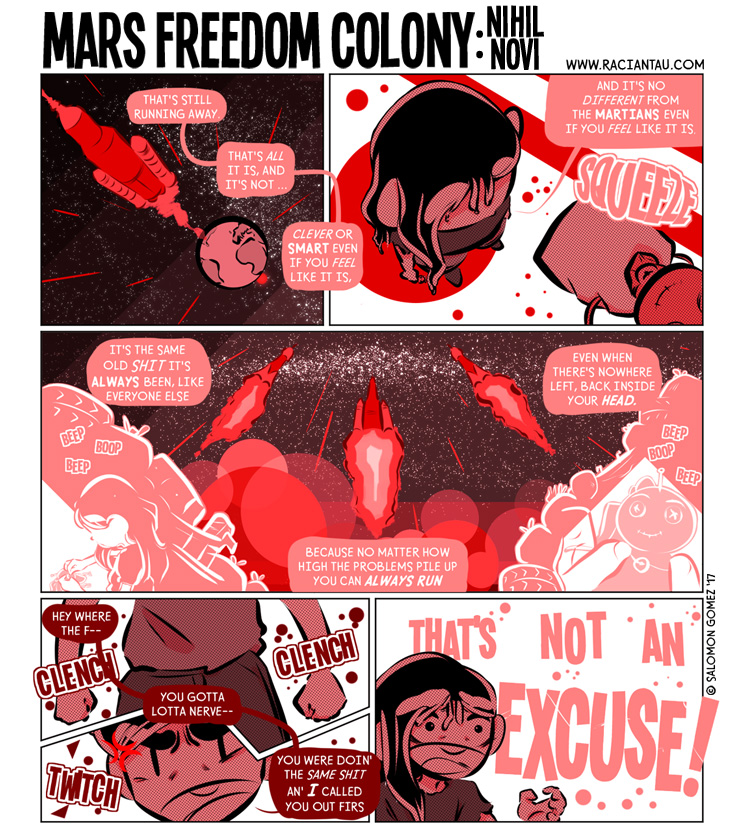 MARS FREEDOM COLONY: NIHIL NOVI
WWW.RACIANTAU.COM
THAT'S STILL
RUNNING AWAY.
THAT'S ALL
IT IS, AND
IT'S NOT ...
CLEVER OR
SMART EVEN
IF YOU FEEL
LIKE IT IS,
AND IT'S NO
DIFFERENT FROM
THE MARTIANS EVEN
IF YOU FEEL LIKE IT IS.
SQUEEZE
IT'S THE SAME
OLD SHIT IT'S
ALWAYS BEEN, LIKE
EVERYONE ELSE
EVEN WHEN
THERE'S NOWHERE
LEFT, BACK INSIDE
YOUR HEAD.
BEEP
BOOP
BEEP
BEEP
BOOP
BEEP
BECAUSE NO MATTER HOW
HIGH THE PROBLEMS PILE UP
YOU CAN ALWAYS RUN
HEY WHERE
THE F--
CLENCH
CLENCH
YOU GOTTA
LOTTA NERVE--
TWITCH
YOU WERE DOIN'
THE SAME SHIT
AN' I CALLED
YOU OUT FIRS
THAT'S NOT AN
EXCUSE!
© SALOMON GOMEZ '17